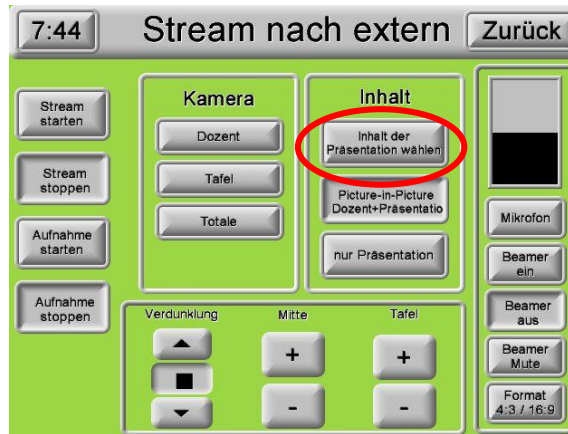 7:44
Stream nach extern
Zurück
Stream
starten
Stream
stoppen
Aufnahme
starten
Aufnahme
stoppen
Kamera
Dozent
Tafel
Totale
Inhalt
Inhalt der
Präsentation wählen
Picture-in-Picture
Dozent+Präsentatio
nur Präsentation
Verdunklung
Mitte
+
-
Tafel
+
-
Mikrofon
Beamer
ein
Beamer
aus
Beamer
Mute
Format
4:3 / 16:9